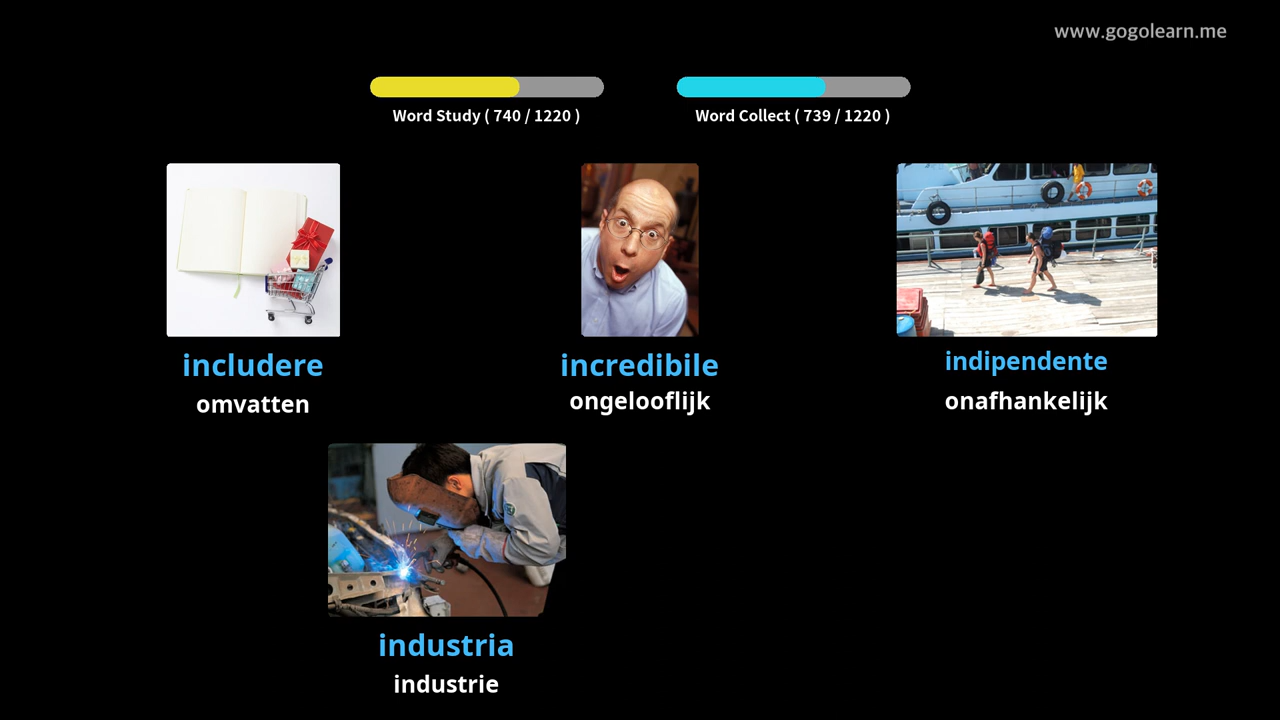 www.gogolearn.me
Word Study ( 740 / 1220 )
Word Collect ( 739 / 1220 )
includere
omvatten
incredibile
ongelooflijk
indipendente
onafhankelijk
industria
industrie